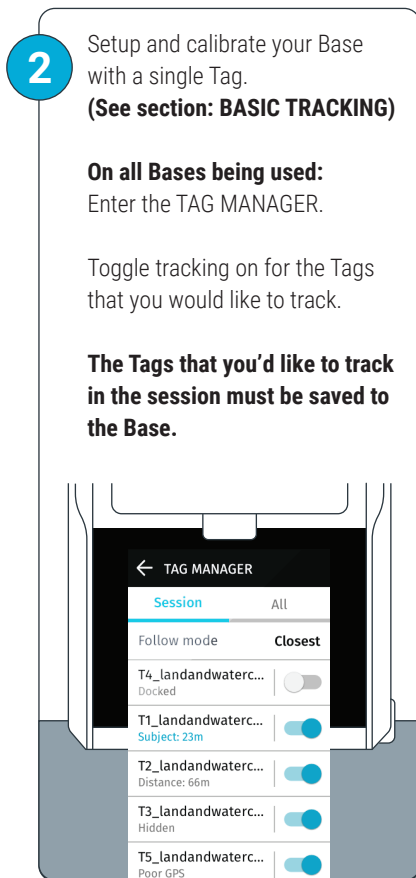 2
Setup and calibrate your Base
with a single Tag.
(See section: BASIC TRACKING)
On all Bases being used:
Enter the TAG MANAGER.
Toggle tracking on for the Tags
that you would like to track.
The Tags that you’d like to track
in the session must be saved to
the Base.
← TAG MANAGER
Session All
Follow mode Closest
T4_landandwaterc...
Docked
T1_landandwaterc...
Subject: 23m
T2_landandwaterc...
Distance: 66m
T3_landandwaterc...
Hidden
T5_landandwaterc...
Poor GPS